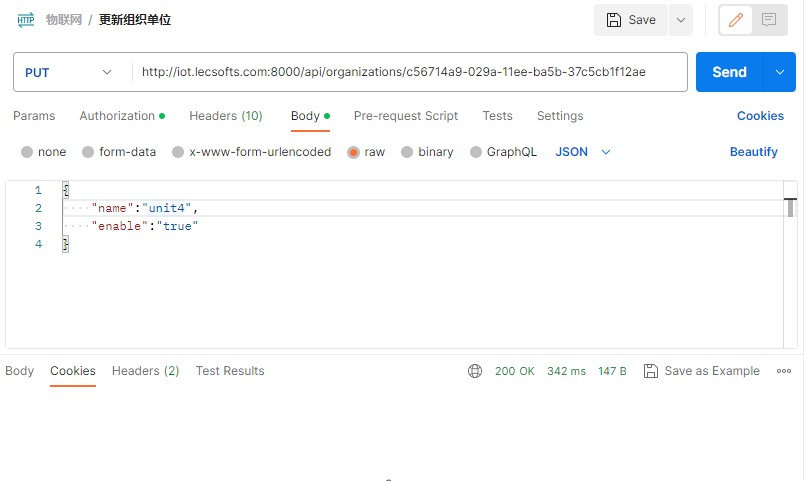 HTTP 物联网 / 更新组织单位 Save
PUT http://iot.lecsofts.com:8000/api/organizations/c56714a9-029a-11ee-ba5b-37c5cb1f12ae Send
Params Authorization Headers (10) Body Pre-request Script Tests Settings Cookies
none form-data x-www-form-urlencoded raw binary GraphQL JSON Beautify
1 {
2 "name":"unit4",
3 "enable":"true"
4 }
Body Cookies Headers (2) Test Results 200 OK 342 ms 147 B Save as Example